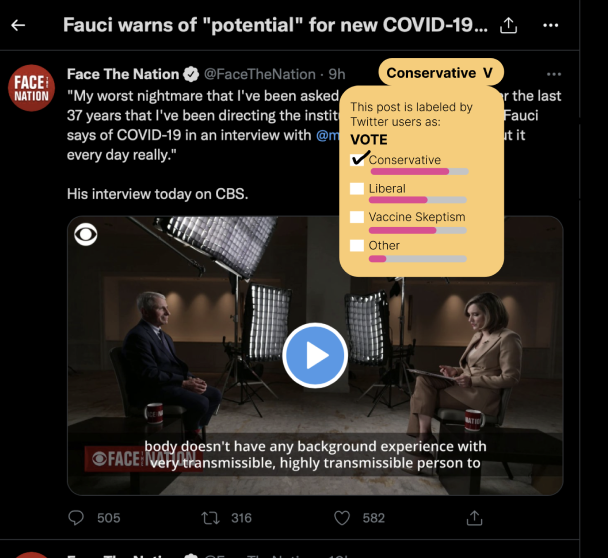 Fauci warns of "potential" for new COVID-19...
Face The Nation @FaceTheNation · 9h
Conservative V
"My worst nightmare that I've been asked
er the last
37 years that I've been directing the instit
Fauci
says of COVID-19 in an interview with @m
ut it
every day really."
His interview today on CBS.
This post is labeled by
Twitter users as:
VOTE
Conservative
Liberal
Vaccine Skeptism
Other
FACE THE NATION
body doesn't have any background experience with
very transmissible, highly transmissible person to
FACE THE NATION
505
316
582